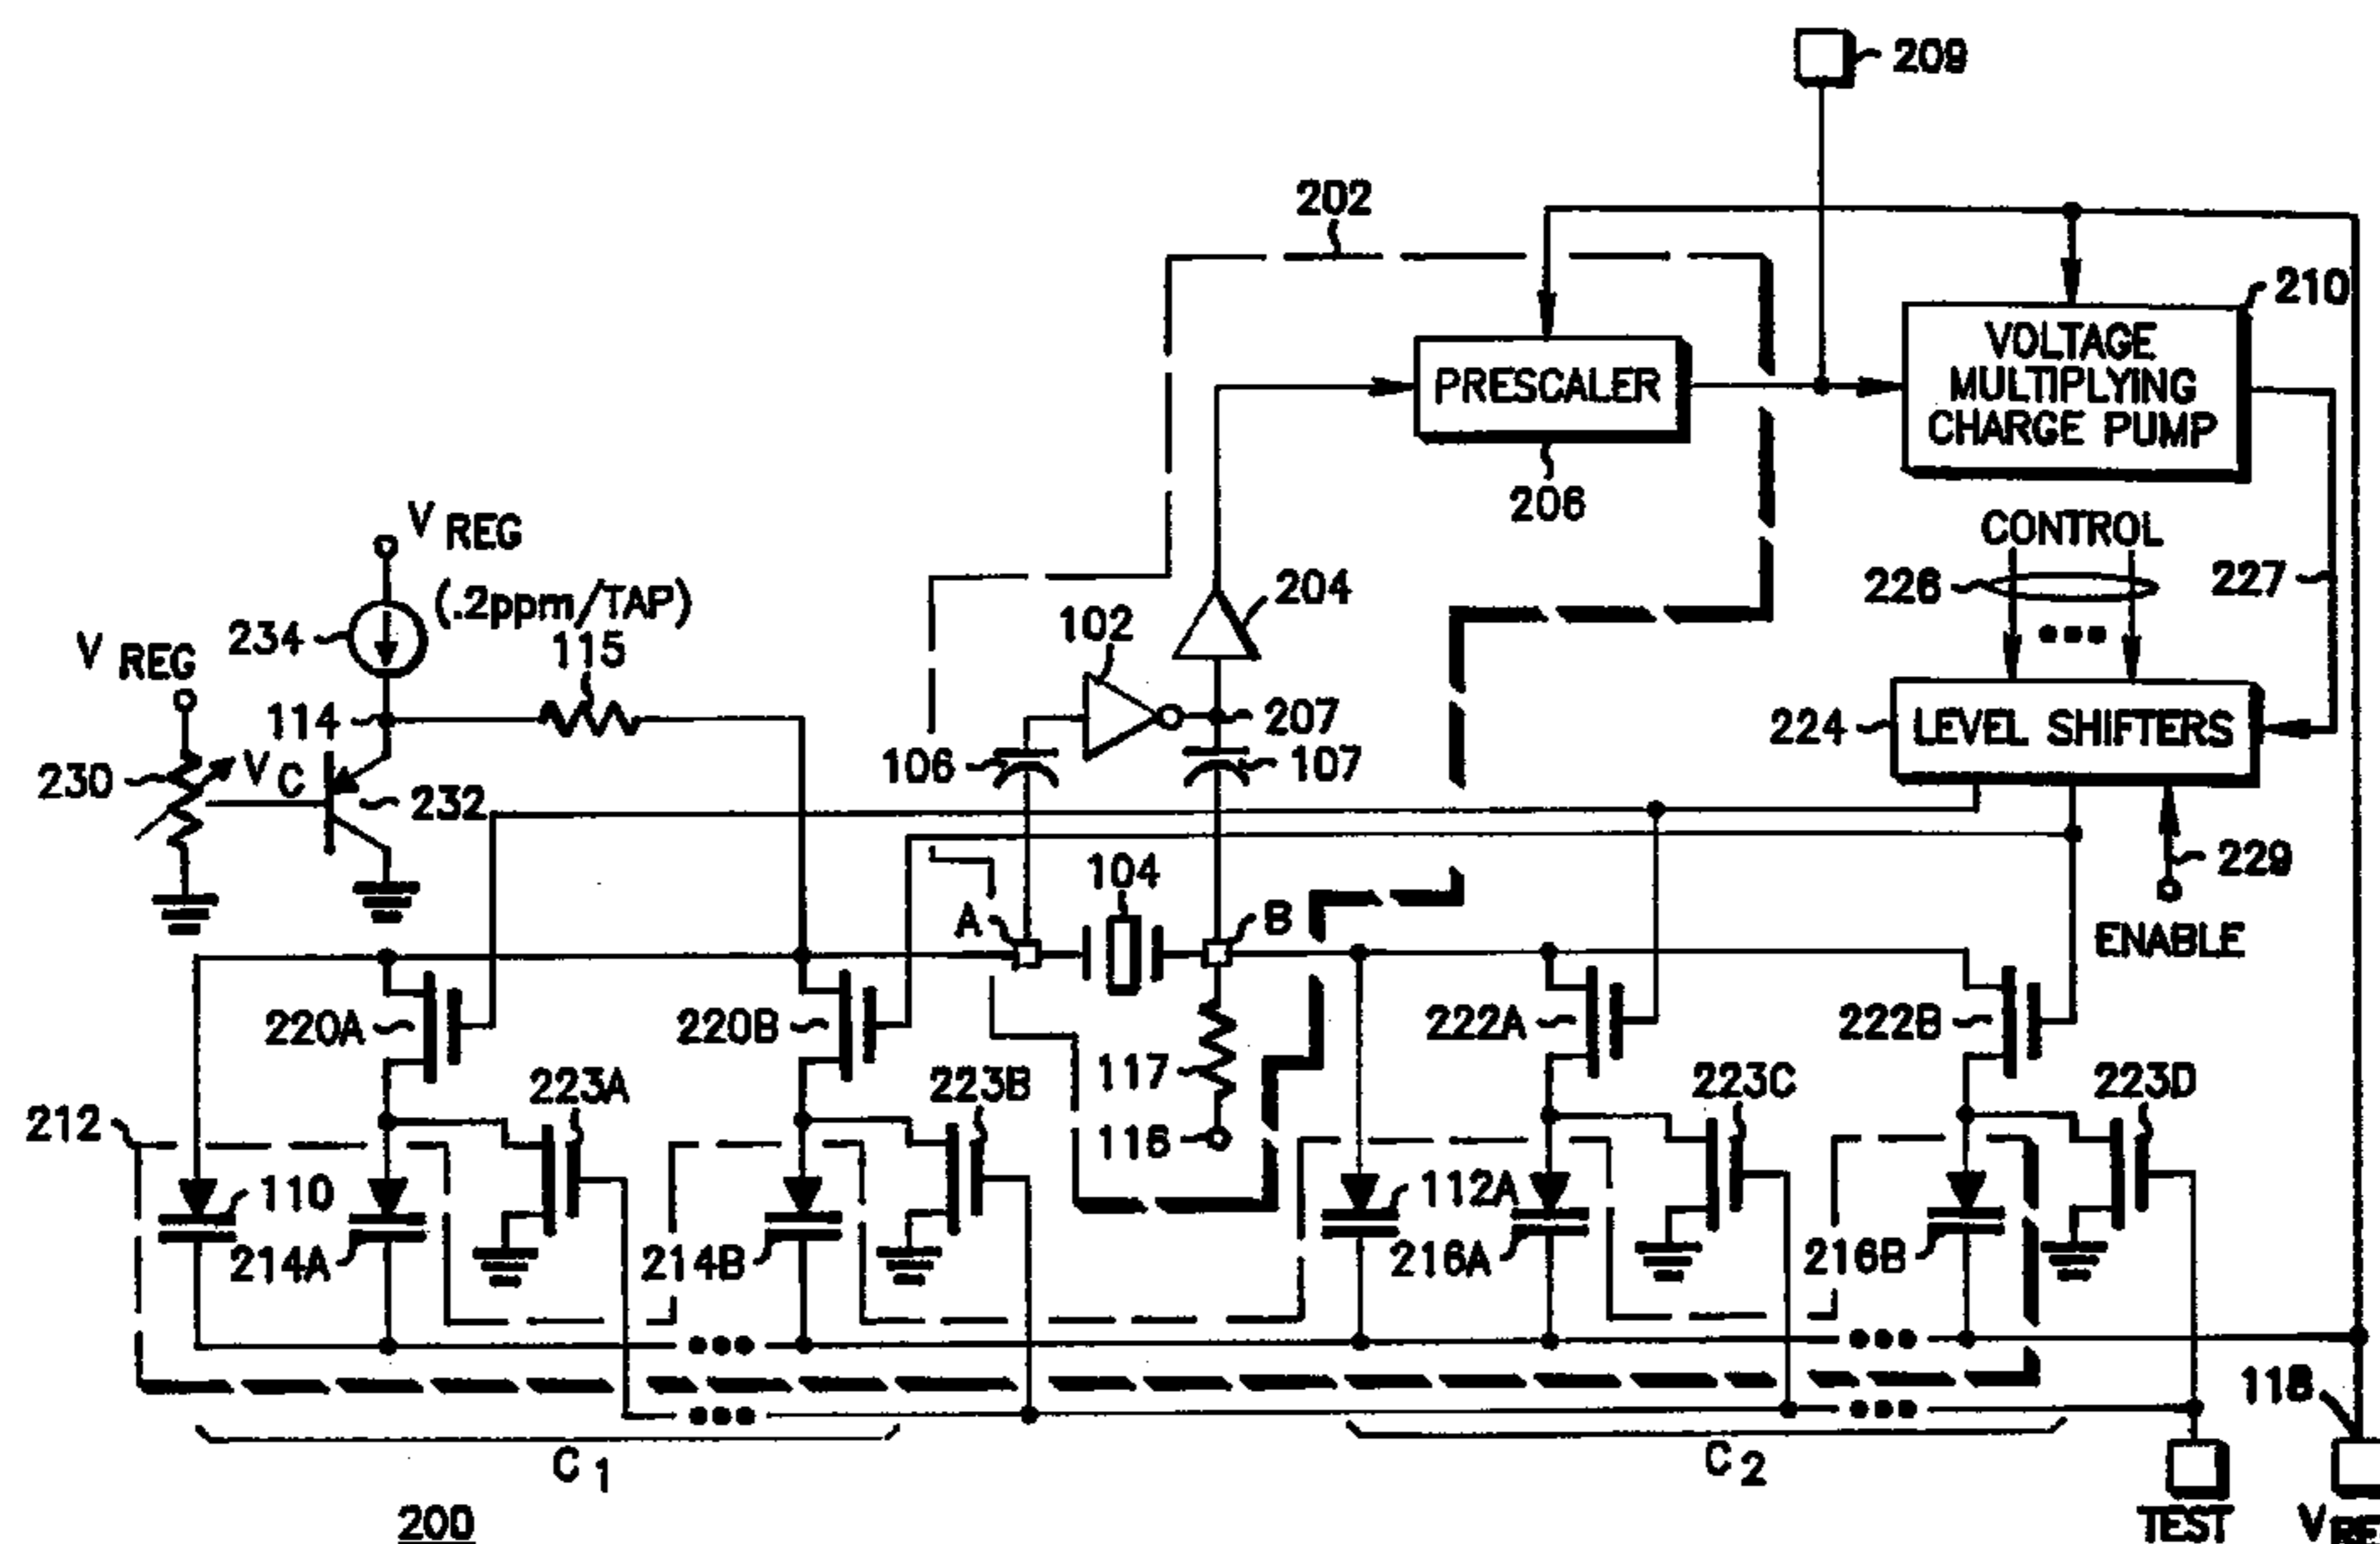 209
202
210
VOLTAGE
MULTIPLYING
CHARGE PUMP
PRESCALER
206
V REG
CONTROL
226
227
(.2ppm/TAP)
234
115
102
204
V REG
114
207
224
LEVEL SHIFTERS
230
V C
232
106
107
104
229
A
B
ENABLE
220A
220B
222A
222B
117
223A
223B
223C
223D
212
116
110
112A
214A
214B
216A
216B
118
C 1
C 2
200
TEST